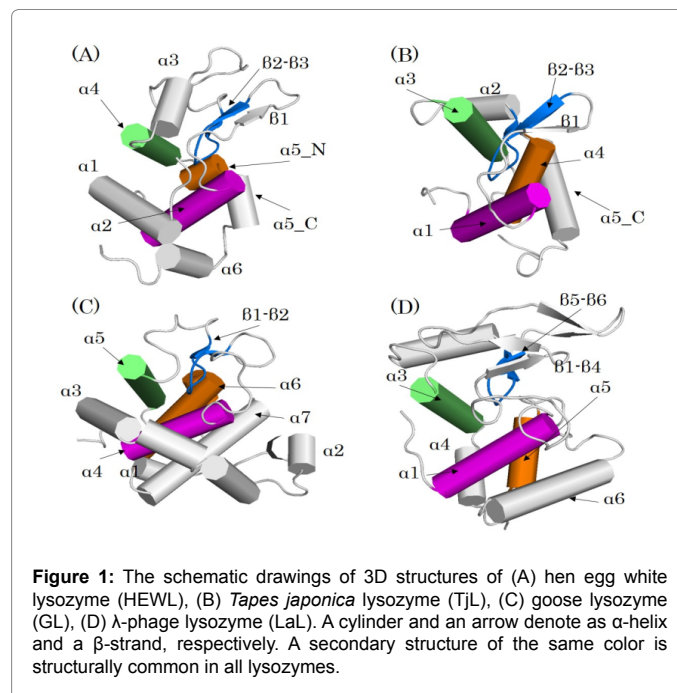 (A)
α3
β2-β3
α4
β1
α5_N
α1
α2
α5_C
α6
(B)
α3
α2
β2-β3
β1
α4
α1
α5_C
(C)
β1-β2
α5
α3
α6
α7
α4
α1
α2
(D)
β5-β6
β1-β4
α3
α5
α4
α1
α6
Figure 1: The schematic drawings of 3D structures of (A) hen egg white
lysozyme (HEWL), (B) Tapes japonica lysozyme (TjL), (C) goose lysozyme
(GL), (D) λ-phage lysozyme (LaL). A cylinder and an arrow denote as α-helix
and a β-strand, respectively. A secondary structure of the same color is
structurally common in all lysozymes.